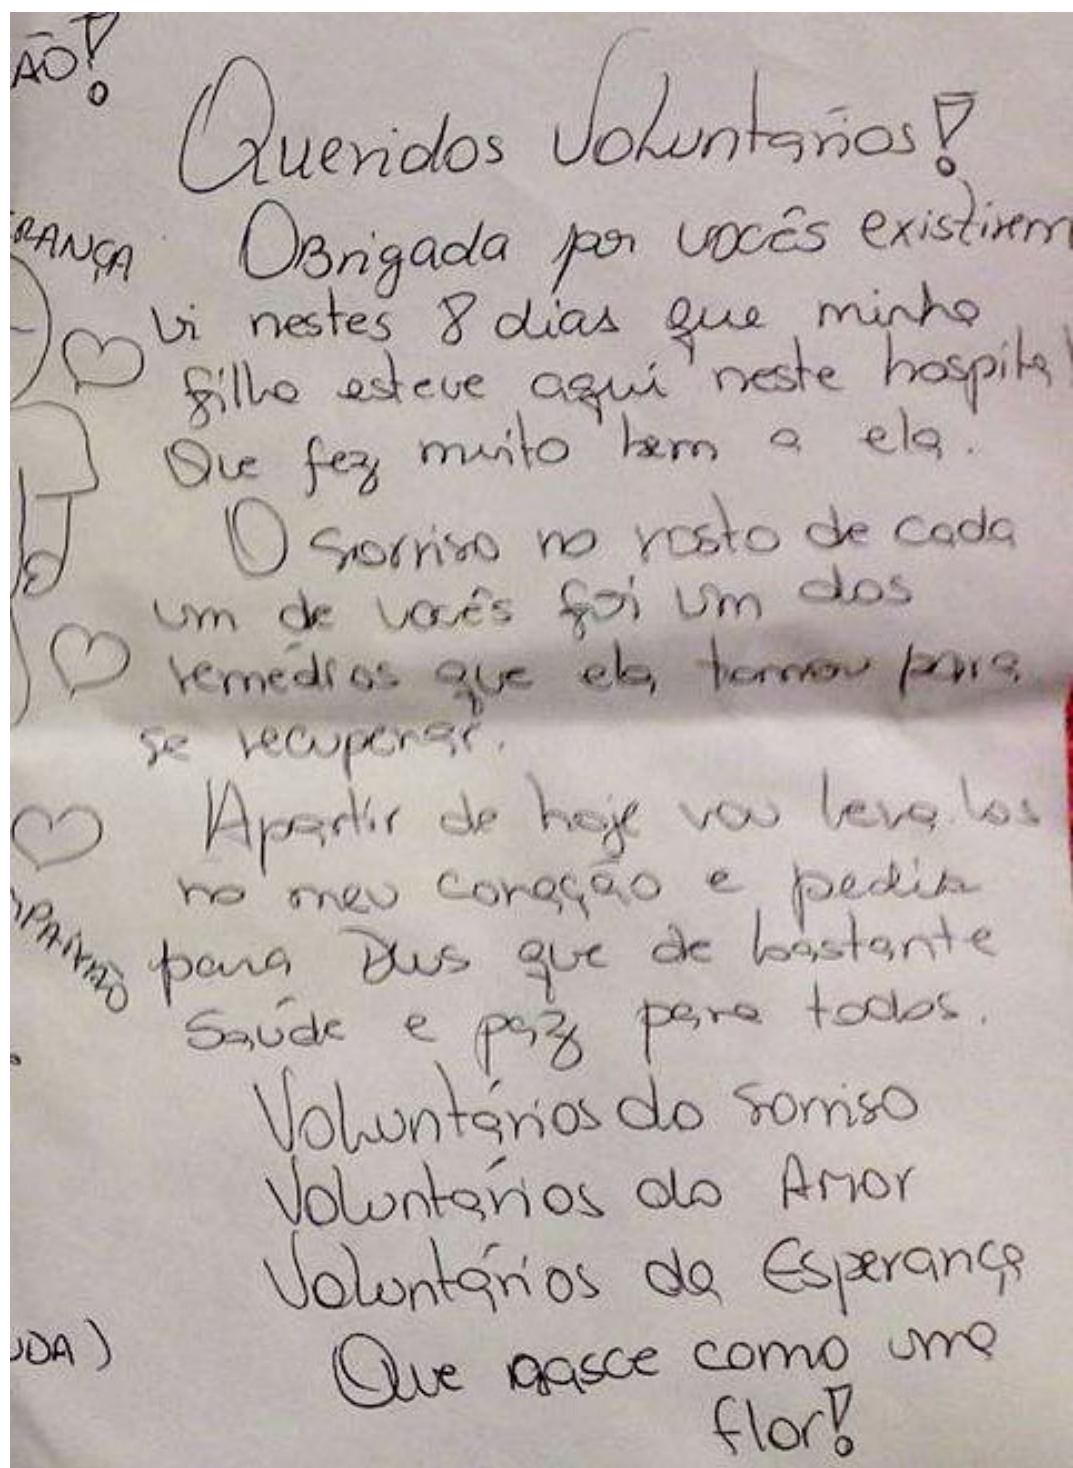 ÃO!
Queridos Voluntários!
RANÇA
Obrigada por vocês existirem
Vi nestes 8 dias que minha
filha esteve aqui neste hospital
Que fez muito bem a ela.
O sorriso no rosto de cada
um de vocês foi um dos
remédios que ela tomou para
se recuperar.
Apartir de hoje vou leva-los
no meu coração e pedir
para Deus que de bastante
Saúde e paz para todos.
Voluntários do sorriso
Voluntários do Amor
Voluntários da Esperança
UDA)
Que nasce como uma
flor!